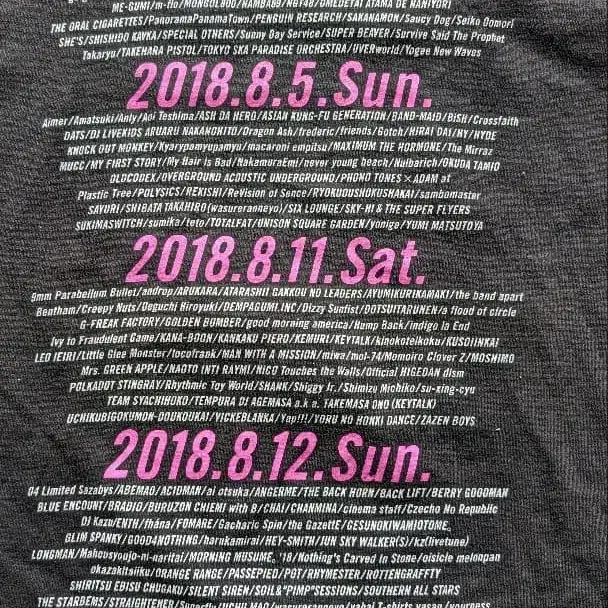 ME-GUMI/m-flo/MONGOL800/NAMBA69/NGT48/OMEDETAI ATAMA DE NANIYORI
THE ORAL CIGARETTES/PanoramaPanamaTown/PENGUIN RESEARCH/SAKANAMON/Saucy Dog/Seiko Oomori
SHE'S/SHISHIDO KAVKA/SPECIAL OTHERS/Sunny Day Service/SUPER BEAVER/Survive Said The Prophet
Takaryu/TAKEHARA PISTOL/TOKYO SKA PARADISE ORCHESTRA/UVERworld/Yogee New Waves
2018.8.5.Sun.
Aimer/Amatsuki/Anly/Aoi Teshima/ASH DA HERO/ASIAN KUNG-FU GENERATION/BAND-MAID/BiSH/Crossfaith
DATS/DJ LIVEKIDS ARUARU NAKANOHITO/Dragon Ash/frederic/friends/Gotch/HIRAI DAI/HY/HYDE
KNOCK OUT MONKEY/Kyarypamyupamyu/macaroni empitsu/MAXIMUM THE HORMONE/The Mirraz
MUCC/MY FIRST STORY/My Hair is Bad/NakamuraEmi/never young beach/Nulbarich/OKUDA TAMIO
OLDCODEX/OVERGROUND ACOUSTIC UNDERGROUND/PHONO TONES × ADAM at
Plastic Tree/POLYSICS/REKISHI/ReVision of Sence/RYOKUOUSHOKUSHAKAI/sambomaster
SAYURI/SHIBATA TAKAHIRO(wasureranneyo)/SIX LOUNGE/SKY-HI & THE SUPER FLYERS
SUKIMASWITCH/sumika/teto/TOTALFAT/UNISON SQUARE GARDEN/yonige/YUMI MATSUTOYA
2018.8.11.Sat.
9mm Parabellum Bullet/androp/ARUKARA/ATARASHII GAKKOU NO LEADERS/AYUMIKURIKAMAKI/the band apart
Bentham/Creepy Nuts/Deguchi Hiroyuki/DEMPAGUMI.INC/Dizzy Sunfist/DOTSUITARUNEN/a flood of circle
G-FREAK FACTORY/GOLDEN BOMBER/good morning america/Hump Back/indigo la End
Ivy to Fraudulent Game/KANA-BOON/KANKAKU PIERO/KEMURI/KEYTALK/kinokoteikoku/KUSOIINKAI
LEO IEIRI/Little Glee Monster/locofrank/MAN WITH A MISSION/miwa/mol-74/Momoiro Clover Z/MOSHIMO
Mrs. GREEN APPLE/NAOTO INTI RAYMI/NICO Touches the Walls/Official HIGEDAN dism
POLKADOT STINGRAY/Rhythmic Toy World/SHANK/Shiggy Jr./Shimizu Michiko/su-xing-cyu
TEAM SYACHIHOKO/TEMPURA DJ AGEMASA a.k.a. TAKEMASA ONO (KEYTALK)
UCHIKUBIGOKUMON-DOUKOUKAI/VICKEBLANKA/Yap!!!/YORU NO HONKI DANCE/ZAZEN BOYS
2018.8.12.Sun.
04 Limited Sazabys/ABEMAO/ACIDMAN/ai otsuka/ANGERME/THE BACK HORN/BACK LIFT/BERRY GOODMAN
BLUE ENCOUNT/BRADIO/BURUZON CHIEMI with B/CHAI/CHANMINA/cinema staff/Czecho No Republic
DJ Kazu/ENTH/fhána/FOMARE/Gacharic Spin/the GazettE/GESUNOKIWAMIOTOME.
GLIM SPANKY/GOOD4NOTHING/harukamirai/HEY-SMITH/JUN SKY WALKER(S)/kz(livetune)
LONGMAN/Mahousyoujo-ni-naritai/MORNING MUSUME。'18/Nothing's Carved In Stone/oisicle melonpan
okazakitaiiku/ORANGE RANGE/PASSEPIED/POT/RHYMESTER/ROTTENGRAFFTY
SHIRITSU EBISU CHUGAKU/SILENT SIREN/SOIL&"PIMP"SESSIONS/SOUTHERN ALL STARS
THE STARBEMS/STRAIGHTENER/Superfly/UCHU MAO/wasureranneyo/yabai T-shirts yasan/yourness